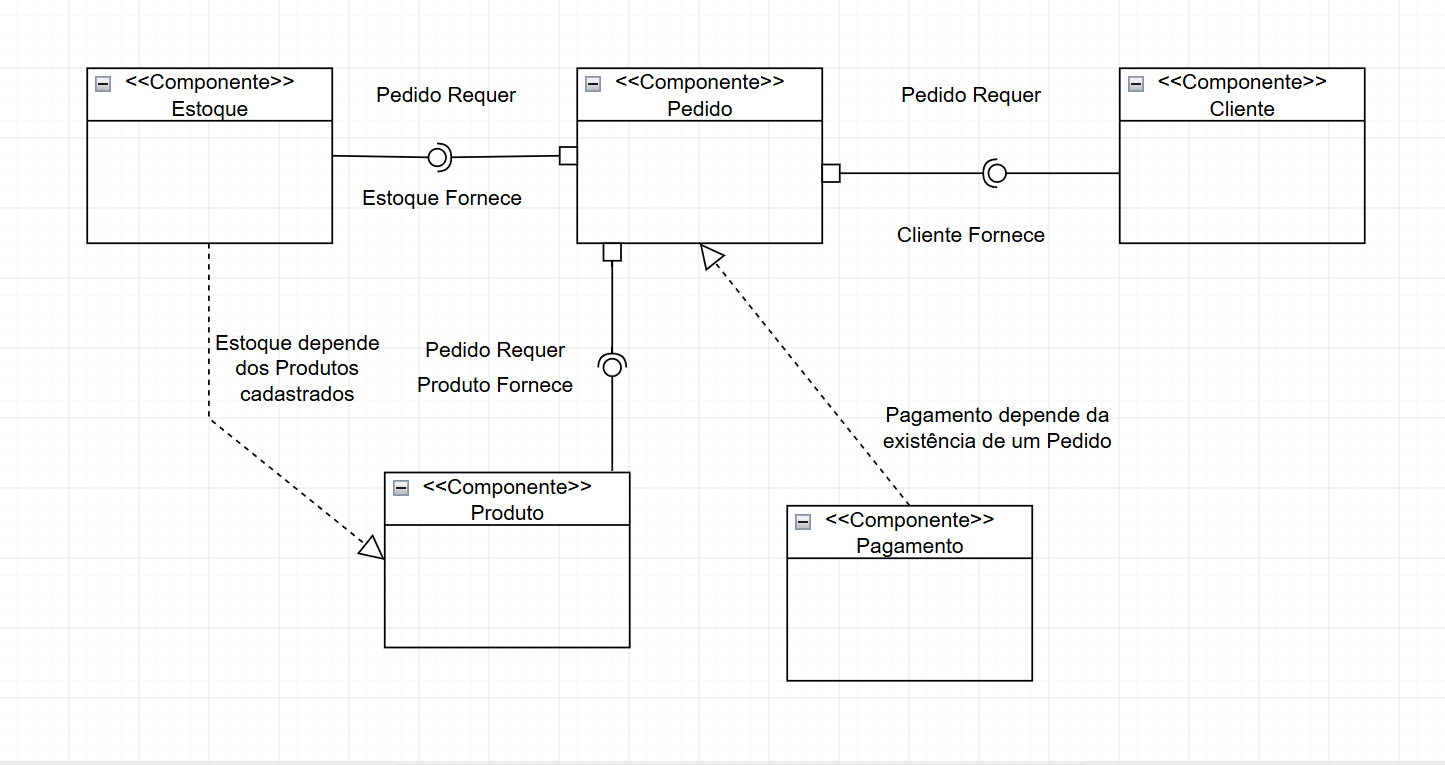 <<Componente>>
Estoque
Pedido Requer
Estoque Fornece
<<Componente>>
Pedido
Pedido Requer
Cliente Fornece
<<Componente>>
Cliente
Estoque depende
dos Produtos
cadastrados
Pedido Requer
Produto Fornece
Pagamento depende da
existência de um Pedido
<<Componente>>
Produto
<<Componente>>
Pagamento